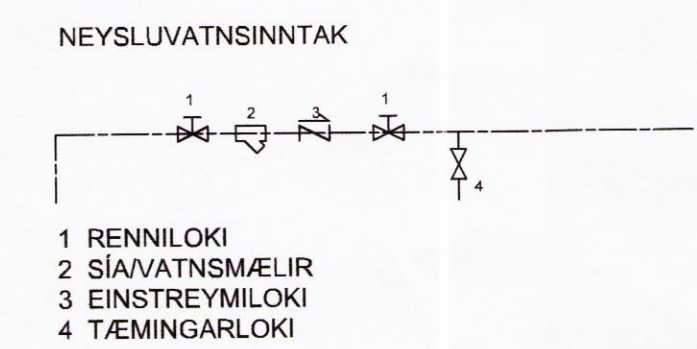 NEYSLUVATNSINNTAK
1 2 3 1
4
1 RENNILOKI
2 SÍA/VATNSMÆLIR
3 EINSTREYMILOKI
4 TÆMINGARLOKI